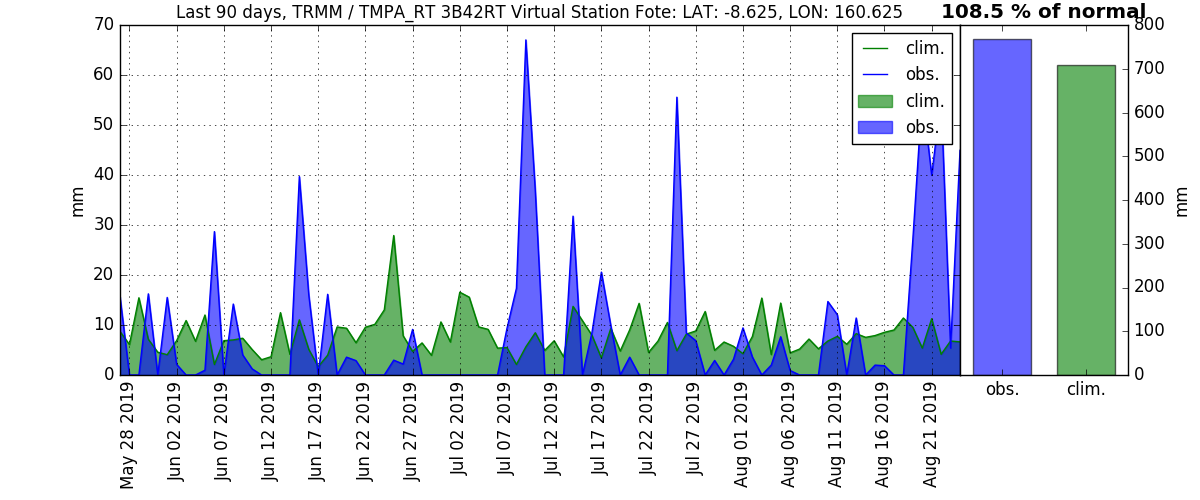 Last 90 days, TRMM / TMPA_RT 3B42RT Virtual Station Fote: LAT: -8.625, LON: 160.625
108.5 % of normal
mm
70
60
50
40
30
20
10
0
clim.
obs.
clim.
obs.
800
700
600
500
400
300
200
100
0
mm
May 28 2019
Jun 02 2019
Jun 07 2019
Jun 12 2019
Jun 17 2019
Jun 22 2019
Jun 27 2019
Jul 02 2019
Jul 07 2019
Jul 12 2019
Jul 17 2019
Jul 22 2019
Jul 27 2019
Aug 01 2019
Aug 06 2019
Aug 11 2019
Aug 16 2019
Aug 21 2019
obs.
clim.